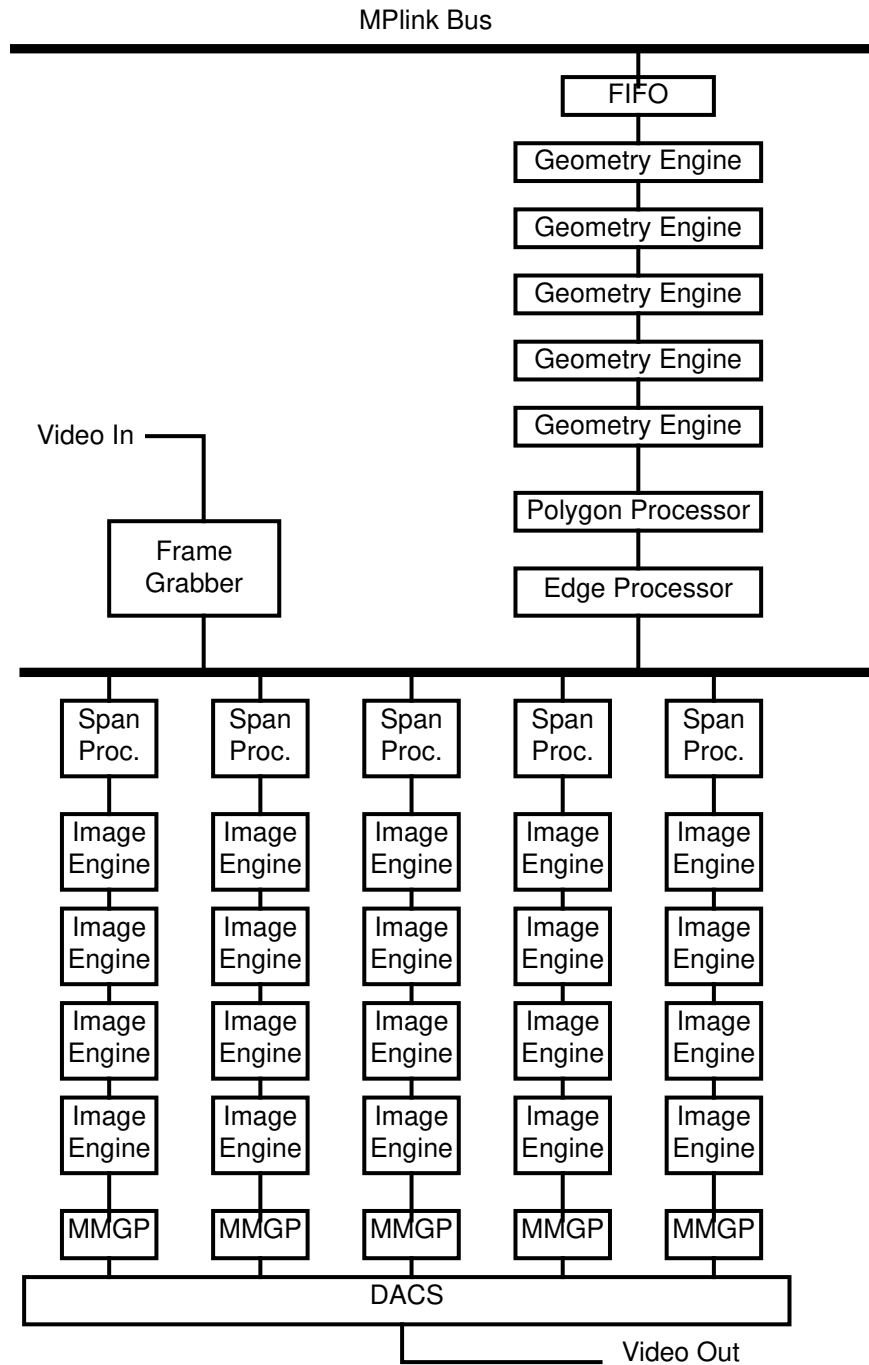 MPlink Bus
FIFO
Geometry Engine
Geometry Engine
Geometry Engine
Geometry Engine
Geometry Engine
Video In
Polygon Processor
Frame
Grabber
Edge Processor
Span
Proc.
Span
Proc.
Span
Proc.
Span
Proc.
Span
Proc.
Image
Engine
Image
Engine
Image
Engine
Image
Engine
Image
Engine
Image
Engine
Image
Engine
Image
Engine
Image
Engine
Image
Engine
Image
Engine
Image
Engine
Image
Engine
Image
Engine
Image
Engine
Image
Engine
Image
Engine
Image
Engine
Image
Engine
Image
Engine
MMGP
MMGP
MMGP
MMGP
MMGP
DACS
Video Out